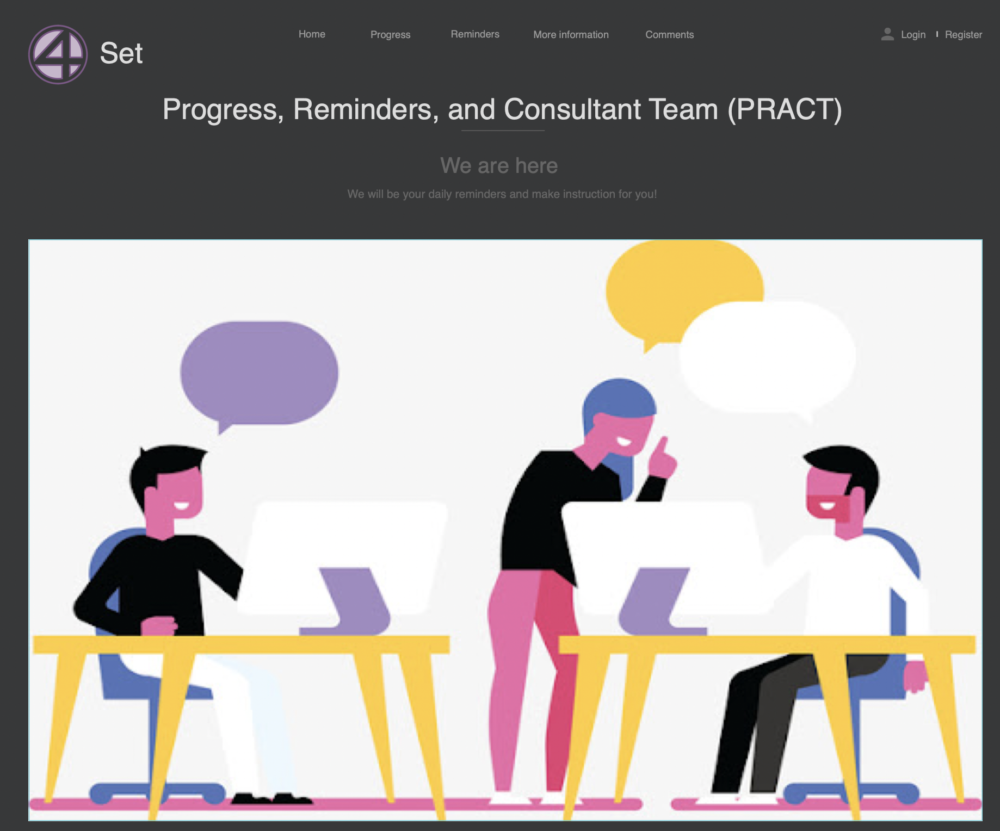 4 Set
Home Progress Reminders More information Comments
Login | Register
Progress, Reminders, and Consultant Team (PRACT)
We are here
We will be your daily reminders and make instruction for you!